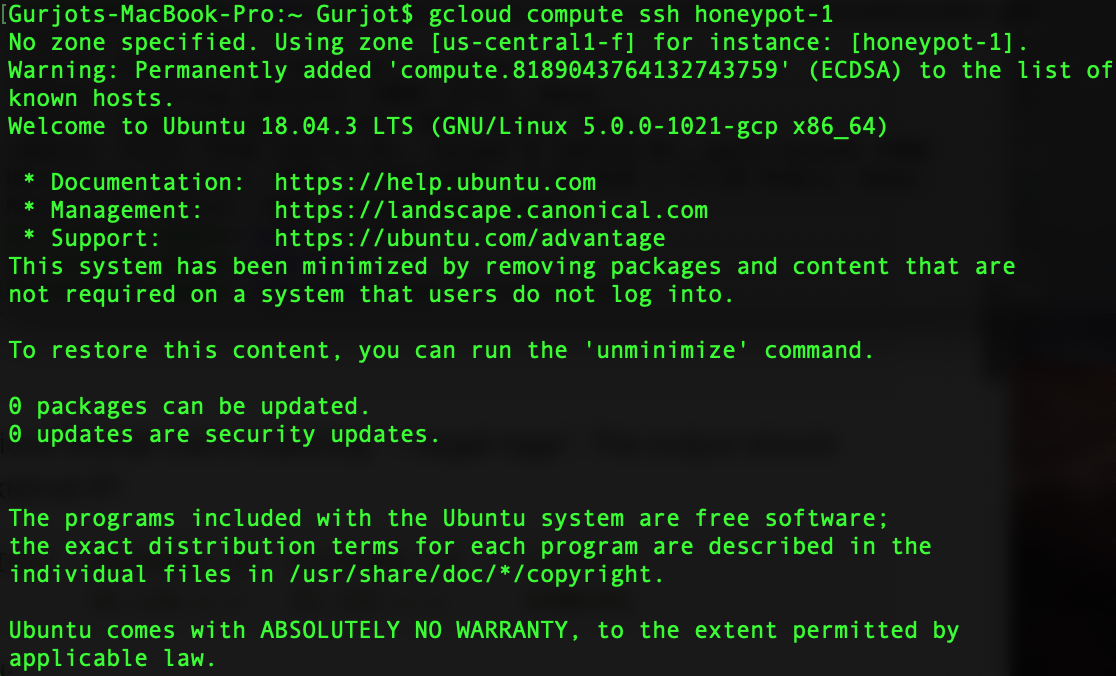 [Gurjots-MacBook-Pro:~ Gurjot$ gcloud compute ssh honeypot-1
No zone specified. Using zone [us-central1-f] for instance: [honeypot-1].
Warning: Permanently added 'compute.8189043764132743759' (ECDSA) to the list of
known hosts.
Welcome to Ubuntu 18.04.3 LTS (GNU/Linux 5.0.0-1021-gcp x86_64)
* Documentation:  https://help.ubuntu.com
* Management:     https://landscape.canonical.com
* Support:        https://ubuntu.com/advantage
This system has been minimized by removing packages and content that are
not required on a system that users do not log into.
To restore this content, you can run the 'unminimize' command.
0 packages can be updated.
0 updates are security updates.
The programs included with the Ubuntu system are free software;
the exact distribution terms for each program are described in the
individual files in /usr/share/doc/*/copyright.
Ubuntu comes with ABSOLUTELY NO WARRANTY, to the extent permitted by
applicable law.